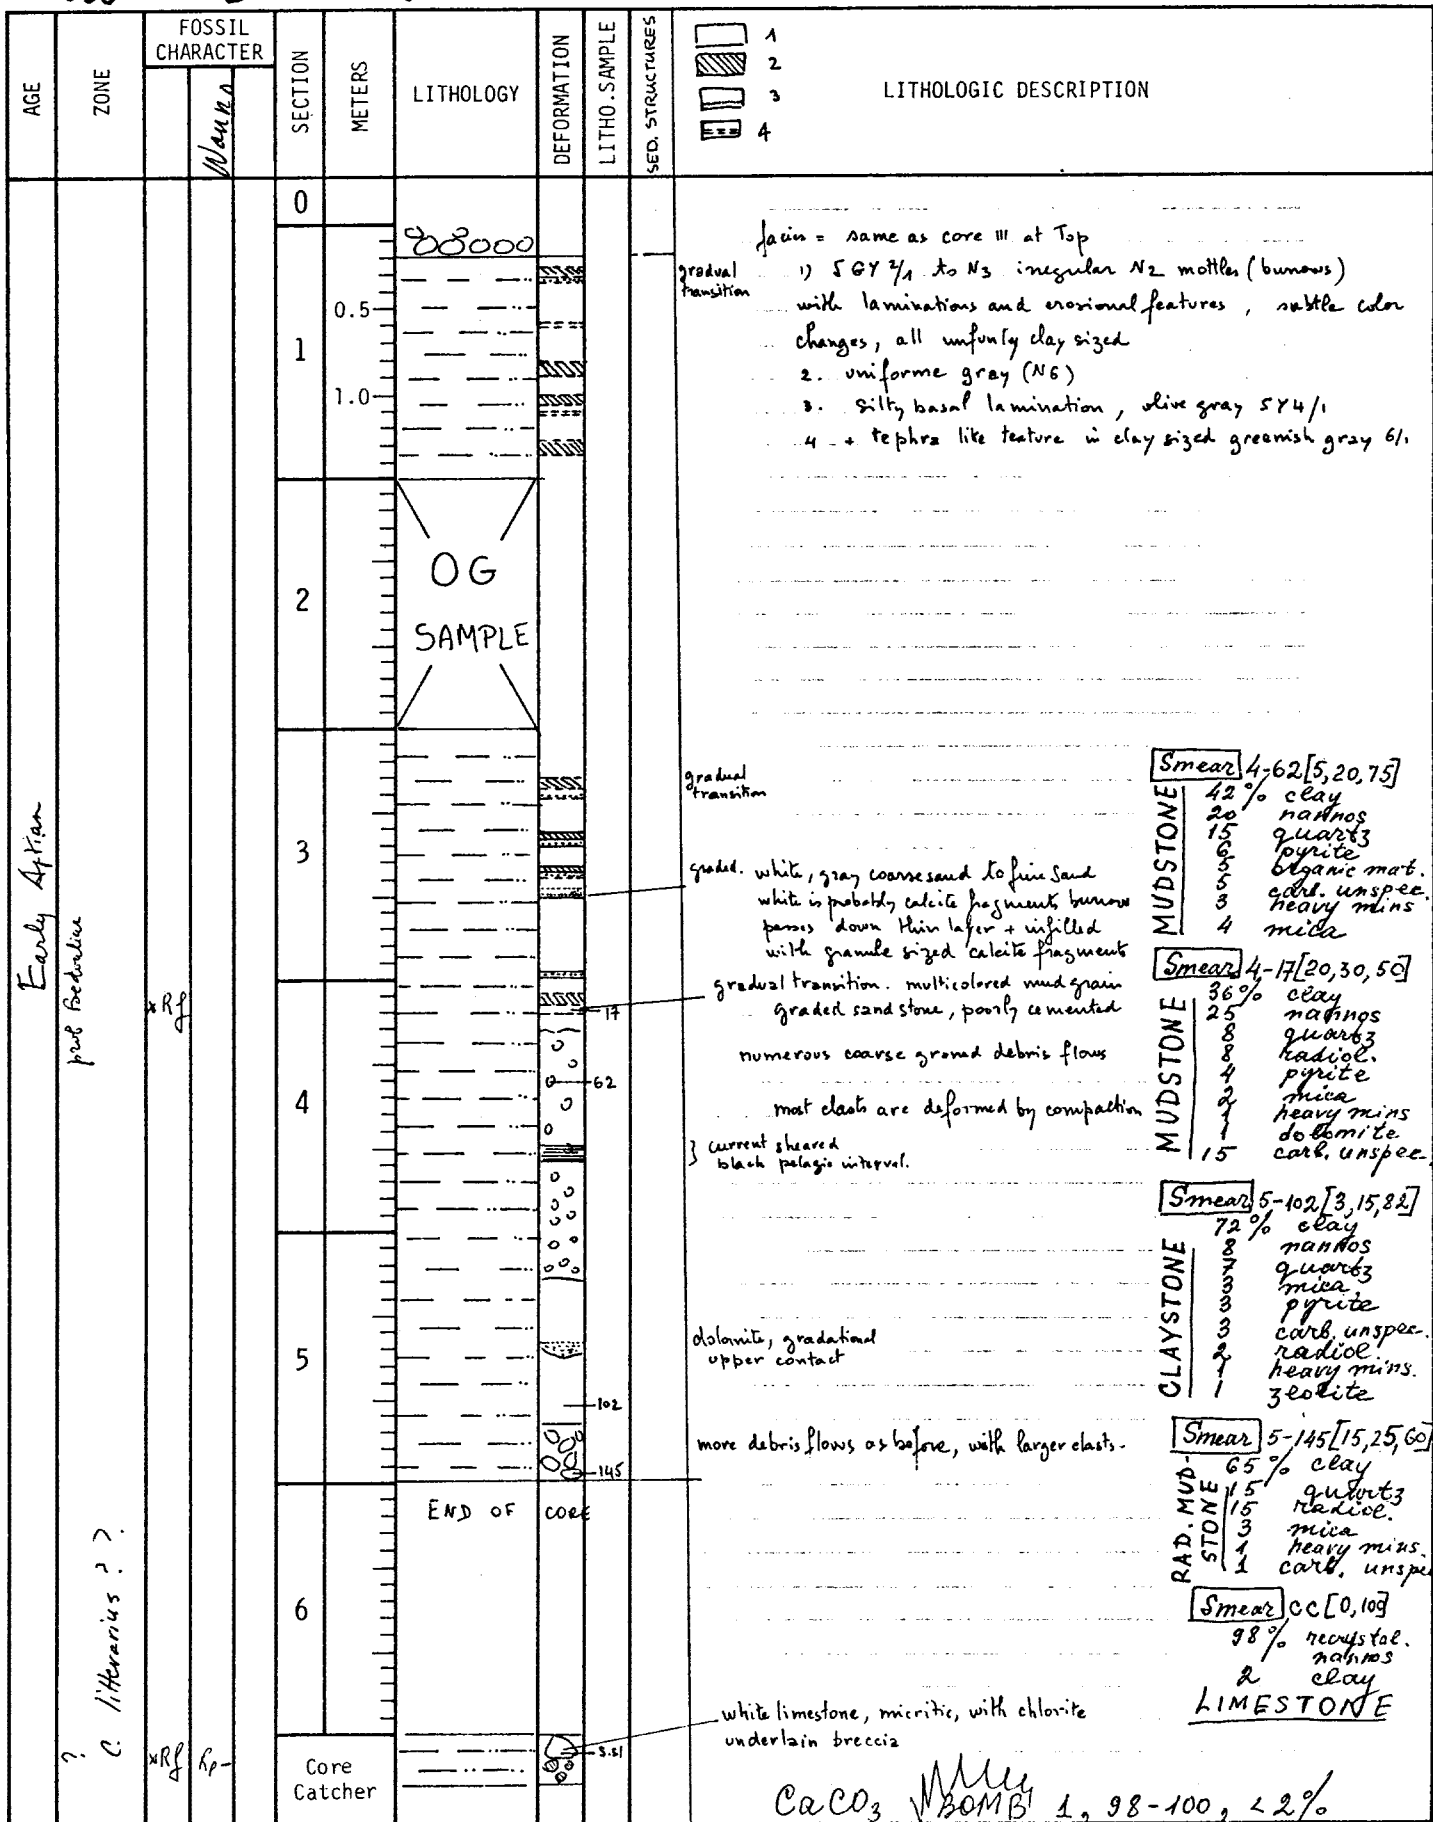 AGE
ZONE
FOSSIL
CHARACTER
Nanno
SECTION
METERS
LITHOLOGY
DEFORMATION
LITHO.SAMPLE
SED. STRUCTURES
1
2
3
4
LITHOLOGIC DESCRIPTION
Early Aptian
?
C. litterarius ? ?
xRf
xRf
Rp-
0
1
0.5
1.0
2
OG
SAMPLE
3
4
5
6
Core
Catcher
17
62
102
145
S.sl
END OF CORE
facies = same as core III at Top
gradual
transition
1) 5GY 2/1 to N3 irregular N2 mottles (burrows)
with laminations and erosional features, subtle color
changes, all unfunly clay sized
2. uniforme gray (N6)
3. Silty basal lamination, olive gray 5Y4/1
4 - + tephra like texture in clay sized greenish gray 6/1
gradual
transition
graded. white, gray coarse sand to fine sand
white is probably calcite fragments burrow
passes down thin layer + infilled
with granule sized calcite fragments
gradual transition. multicolored mud grain
graded sandstone, poorly cemented
numerous coarse grained debris flows
most clasts are deformed by compaction
} current sheared
black pelagic interval.
dolomite, gradational
upper contact
more debris flows as before, with larger clasts-
white limestone, micritic, with chlorite
underlain breccia
Smear 4-62[5,20,75]
MUDSTONE
42% clay
20 nannos
15 quartz
6 pyrite
5 organic mat.
5 carb. unspec.
3 heavy mins
4 mica
Smear 4-17[20,30,50]
MUDSTONE
36% clay
25 nannos
8 quartz
8 radiol.
4 pyrite
2 mica
1 heavy mins
1 dolomite
15 carb. unspec.
Smear 5-102[3,15,82]
CLAYSTONE
72% clay
8 nannos
7 quartz
3 mica
3 pyrite
3 carb. unspec.
2 radiol.
1 heavy mins.
1 zeolite
Smear 5-145[15,25,60]
RAD. MUD-
STONE
65% clay
15 quartz
15 radiol.
3 mica
1 heavy mins.
1 carb. unspe
Smear CC [0,100]
98% recrystal.
nannos
2 clay
LIMESTONE
CaCO3 BOMB 1, 98-100, <2%